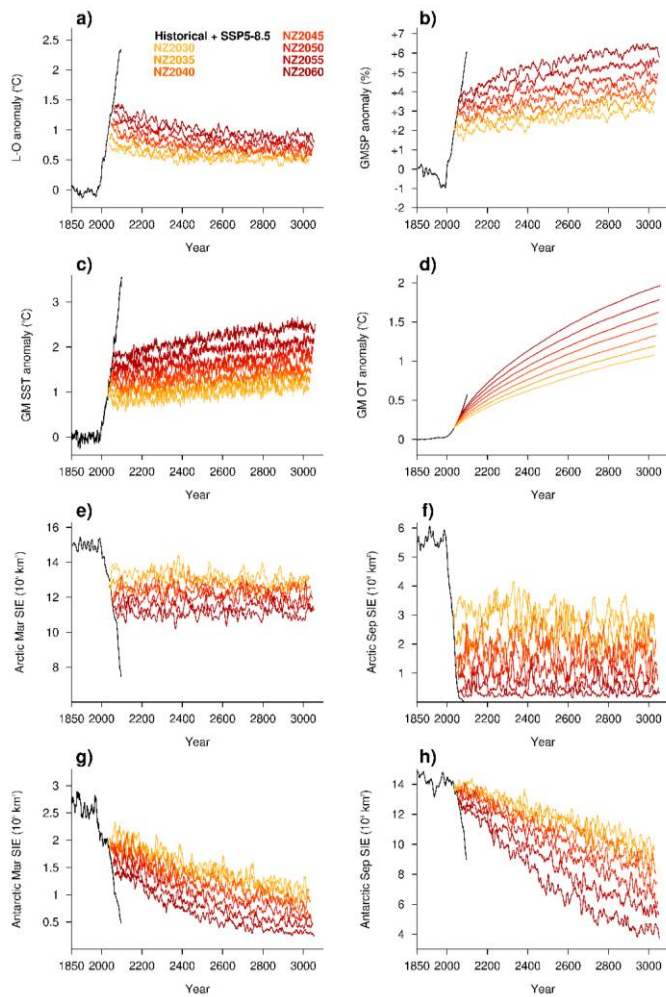 a)
Historical + SSP5-8.5
NZ2030
NZ2035
NZ2040
NZ2045
NZ2050
NZ2055
NZ2060
L-O anomaly (°C)
2.5
2
1.5
1
0.5
0
1850 2000 2200 2400 2600 2800 3000
Year
b)
GMSP anomaly (%)
+7
+6
+5
+4
+3
+2
+1
0
-1
-2
1850 2000 2200 2400 2600 2800 3000
Year
c)
GM SST anomaly (°C)
3
2
1
0
1850 2000 2200 2400 2600 2800 3000
Year
d)
GM OT anomaly (°C)
2
1.5
1
0.5
0
1850 2000 2200 2400 2600 2800 3000
Year
e)
Arctic Mar SIE (10⁶ km²)
16
14
12
10
8
1850 2000 2200 2400 2600 2800 3000
Year
f)
Arctic Sep SIE (10⁶ km²)
6
5
4
3
2
1
1850 2000 2200 2400 2600 2800 3000
Year
g)
Antarctic Mar SIE (10⁶ km²)
3
2.5
2
1.5
1
0.5
1850 2000 2200 2400 2600 2800 3000
Year
h)
Antarctic Sep SIE (10⁶ km²)
14
12
10
8
6
4
1850 2000 2200 2400 2600 2800 3000
Year